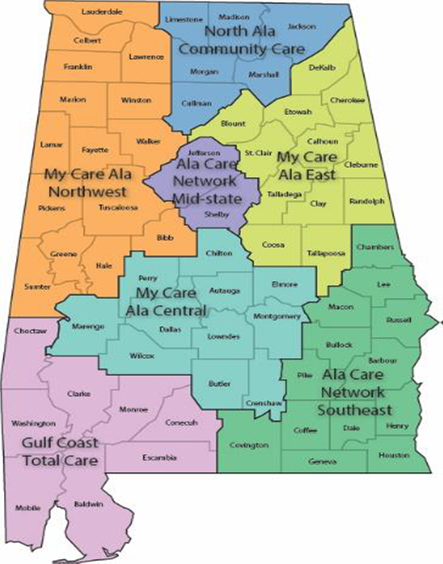 Lauderdale
Limestone
Madison
Jackson
Colbert
North Ala
Community Care
Lawrence
Franklin
Morgan
Marshall
DeKalb
Marion
Winston
Cullman
Cherokee
Etowah
Blount
Walker
Lamar
Fayette
Jefferson
St. Clair
Calhoun
Cleburne
My Care Ala
Northwest
Ala Care
Network
Mid-state
My Care
Ala East
Talladega
Clay
Randolph
Pickens
Tuscaloosa
Shelby
Bibb
Coosa
Tallapoosa
Chambers
Greene
Hale
Chilton
Sumter
Perry
Autauga
Elmore
Lee
My Care
Ala Central
Macon
Russell
Choctaw
Marengo
Dallas
Montgomery
Lowndes
Bullock
Wilcox
Barbour
Pike
Clarke
Butler
Crenshaw
Ala Care
Network
Southeast
Monroe
Washington
Conecuh
Gulf Coast
Total Care
Covington
Coffee
Dale
Henry
Escambia
Geneva
Houston
Mobile
Baldwin